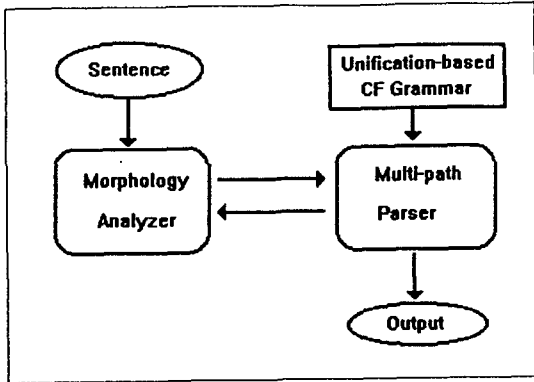 Sentence
Unification-based
CF Grammar
Morphology
Analyzer
Multi-path
Parser
Output